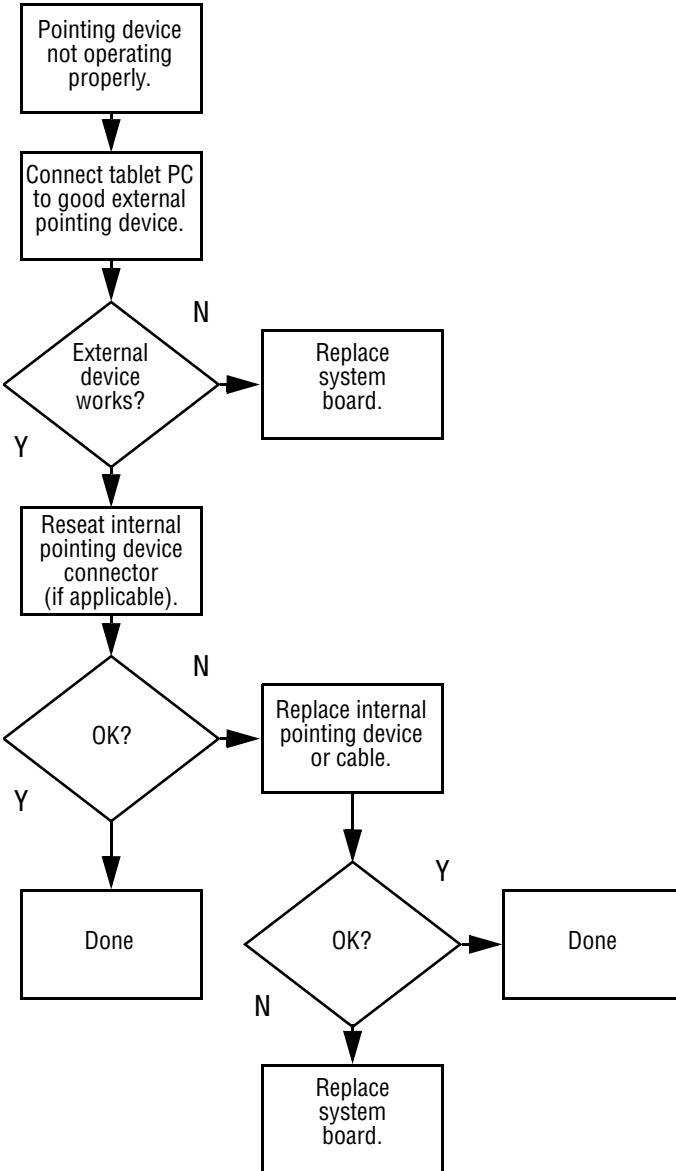 Pointing device
not operating
properly.
Connect tablet PC
to good external
pointing device.
N
External
device
works?
Replace
system
board.
Y
Reseat internal
pointing device
connector
(if applicable).
N
OK?
Replace internal
pointing device
or cable.
Y
Y
Done
OK?
Done
N
Replace
system
board.